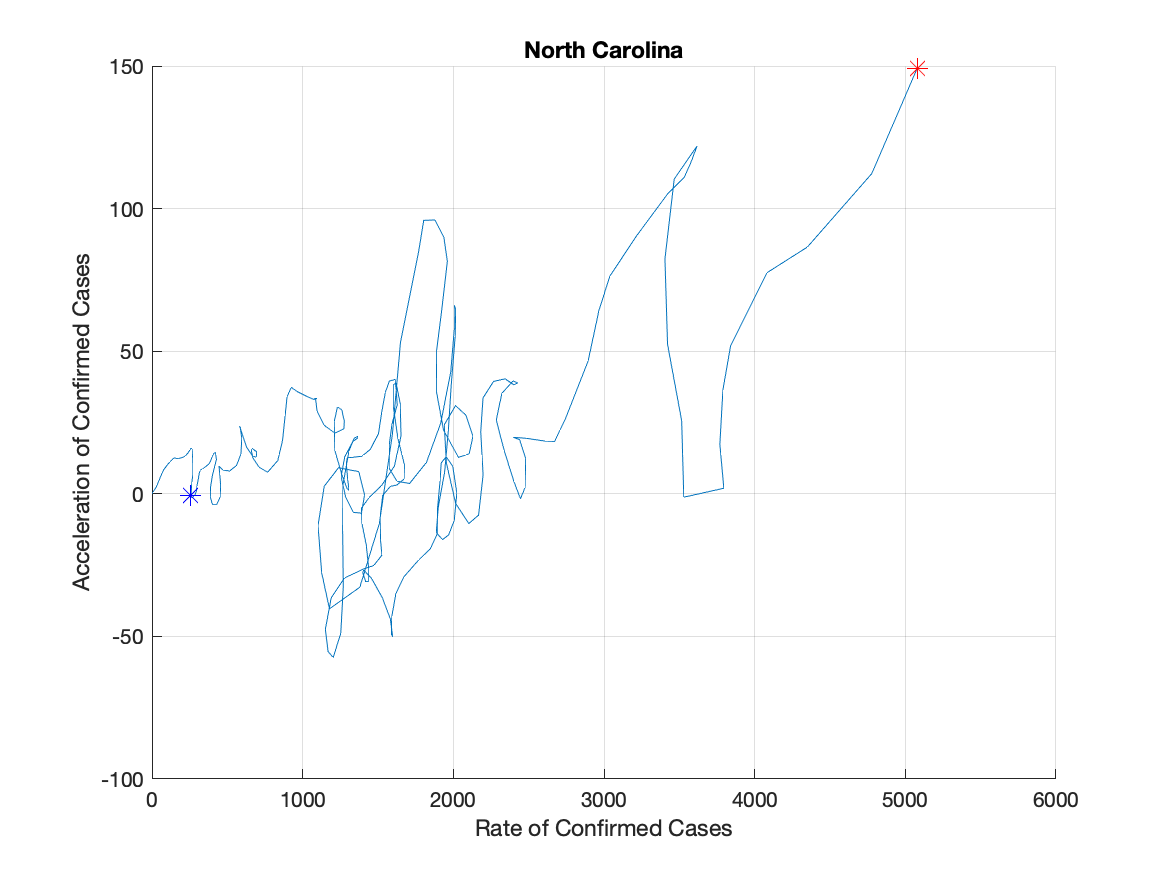 North Carolina
150
100
50
0
-50
-100
Acceleration of Confirmed Cases
0 1000 2000 3000 4000 5000 6000
Rate of Confirmed Cases